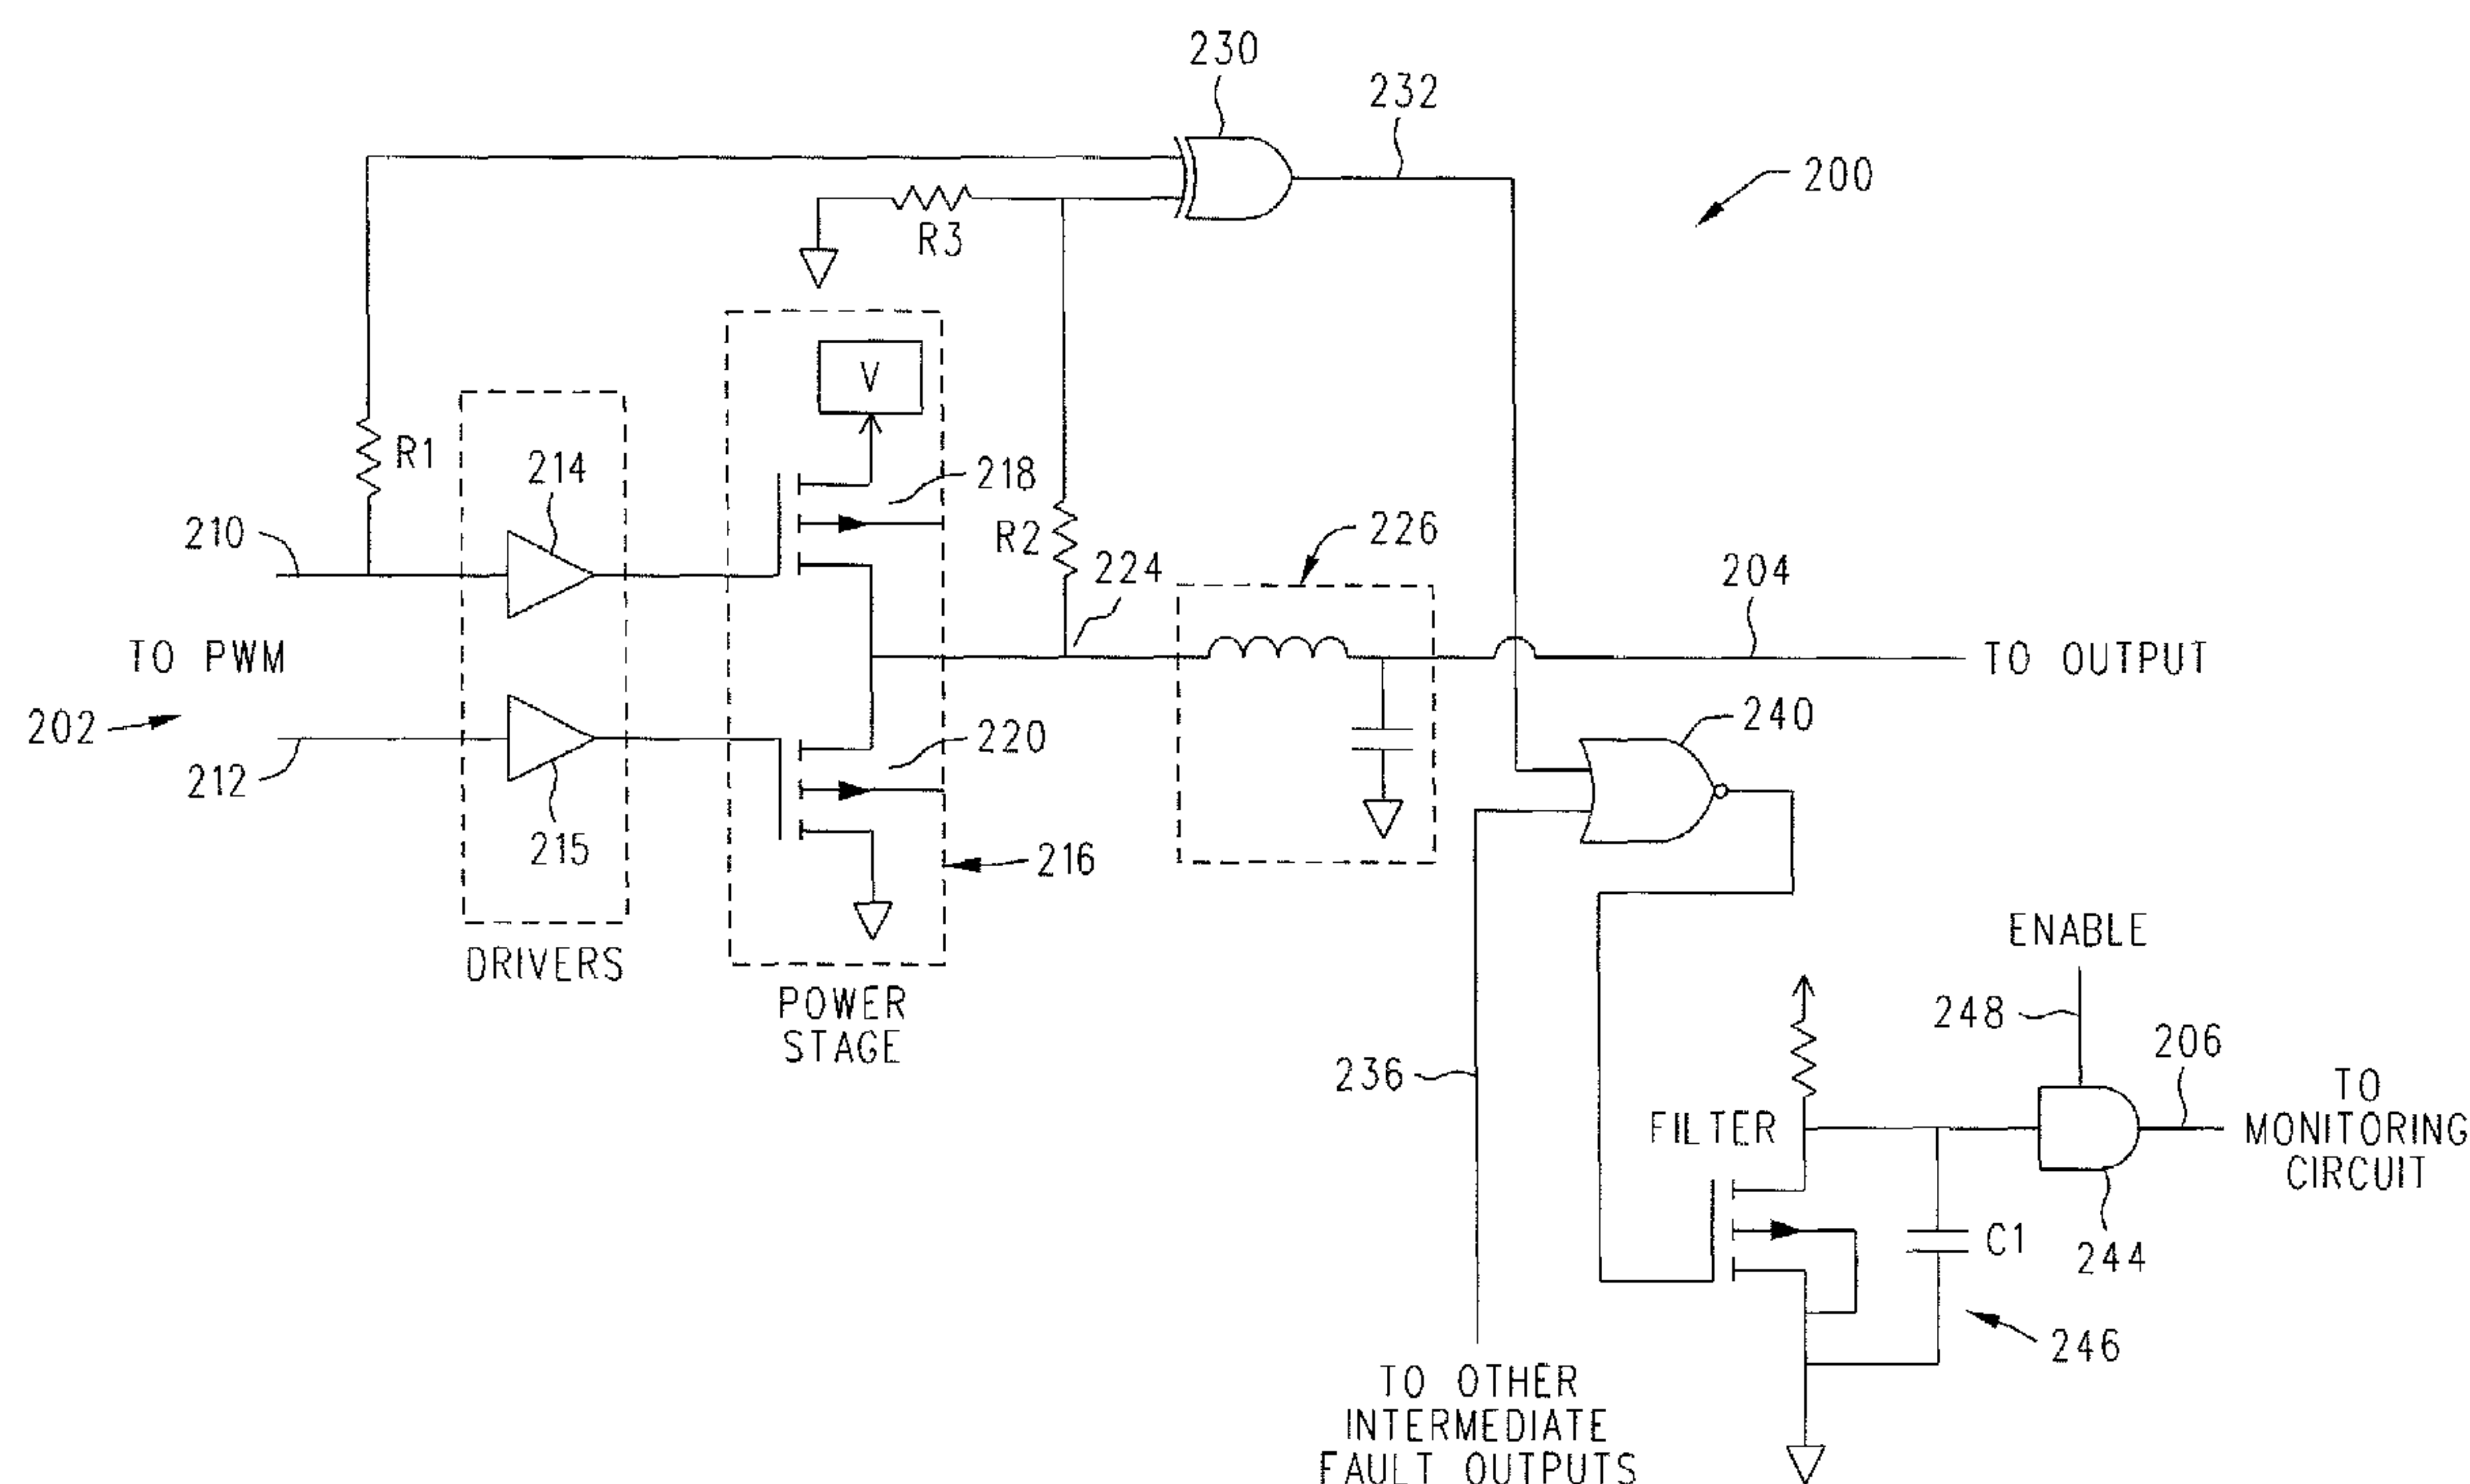 230
232
200
R3
V
R1
214
218
210
R2
226
224
204
TO PWM
TO OUTPUT
202
212
220
240
215
216
ENABLE
DRIVERS
POWER
STAGE
248
206
236
TO
MONITORING
CIRCUIT
FILTER
C1
244
246
TO OTHER
INTERMEDIATE
FAULT OUTPUTS